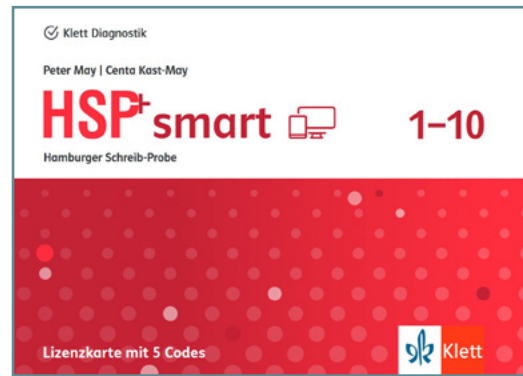 Klett Diagnostik
Peter May | Centa Kast-May
HSP+ smart 1–10
Hamburger Schreib-Probe
Lizenzkarte mit 5 Codes
Klett